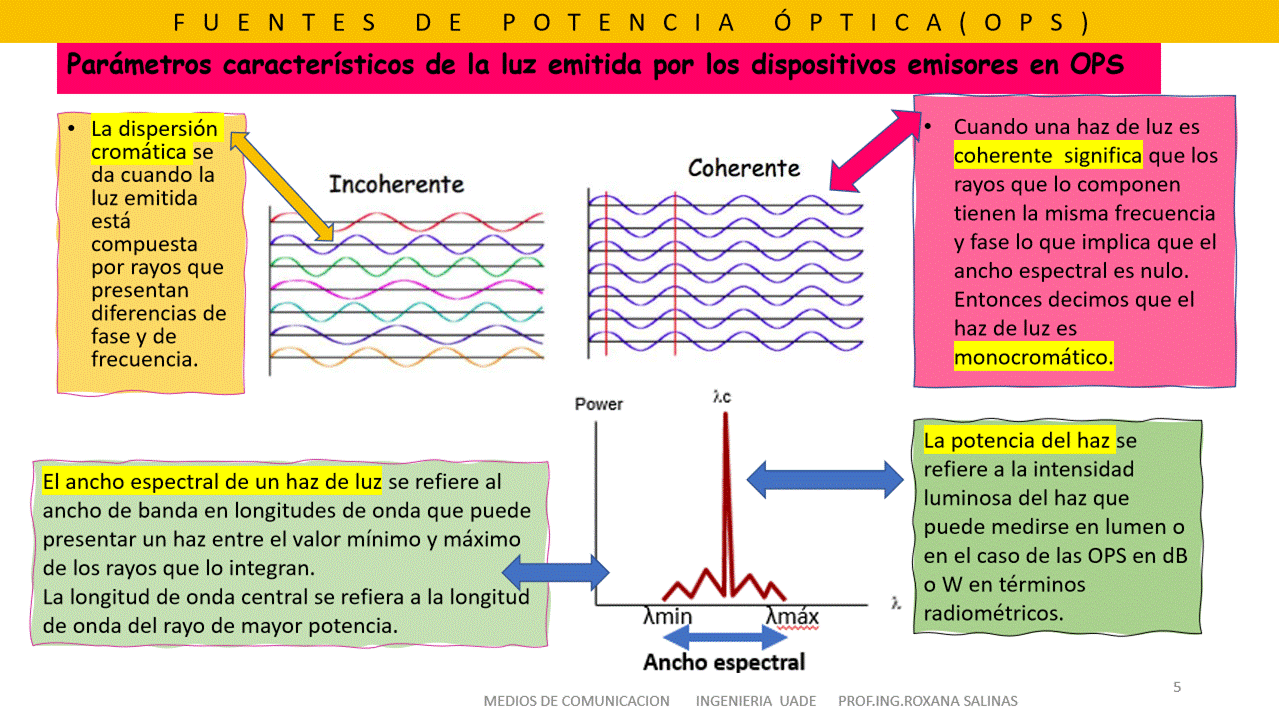 FUENTES DE POTENCIA ÓPTICA(OPS)
Parámetros característicos de la luz emitida por los dispositivos emisores en OPS
• La dispersión
cromática se
da cuando la
luz emitida
está
compuesta
por rayos que
presentan
diferencias de
fase y de
frecuencia.
Incoherente
Coherente
• Cuando una haz de luz es
coherente significa que los
rayos que lo componen
tienen la misma frecuencia
y fase lo que implica que el
ancho espectral es nulo.
Entonces decimos que el
haz de luz es
monocromático.
El ancho espectral de un haz de luz se refiere al
ancho de banda en longitudes de onda que puede
presentar un haz entre el valor mínimo y máximo
de los rayos que lo integran.
La longitud de onda central se refiera a la longitud
de onda del rayo de mayor potencia.
Power
λc
λ
λmin λmáx
Ancho espectral
La potencia del haz se
refiere a la intensidad
luminosa del haz que
puede medirse en lumen o
en el caso de las OPS en dB
o W en términos
radiométricos.
MEDIOS DE COMUNICACION INGENIERIA UADE PROF.ING.ROXANA SALINAS
5